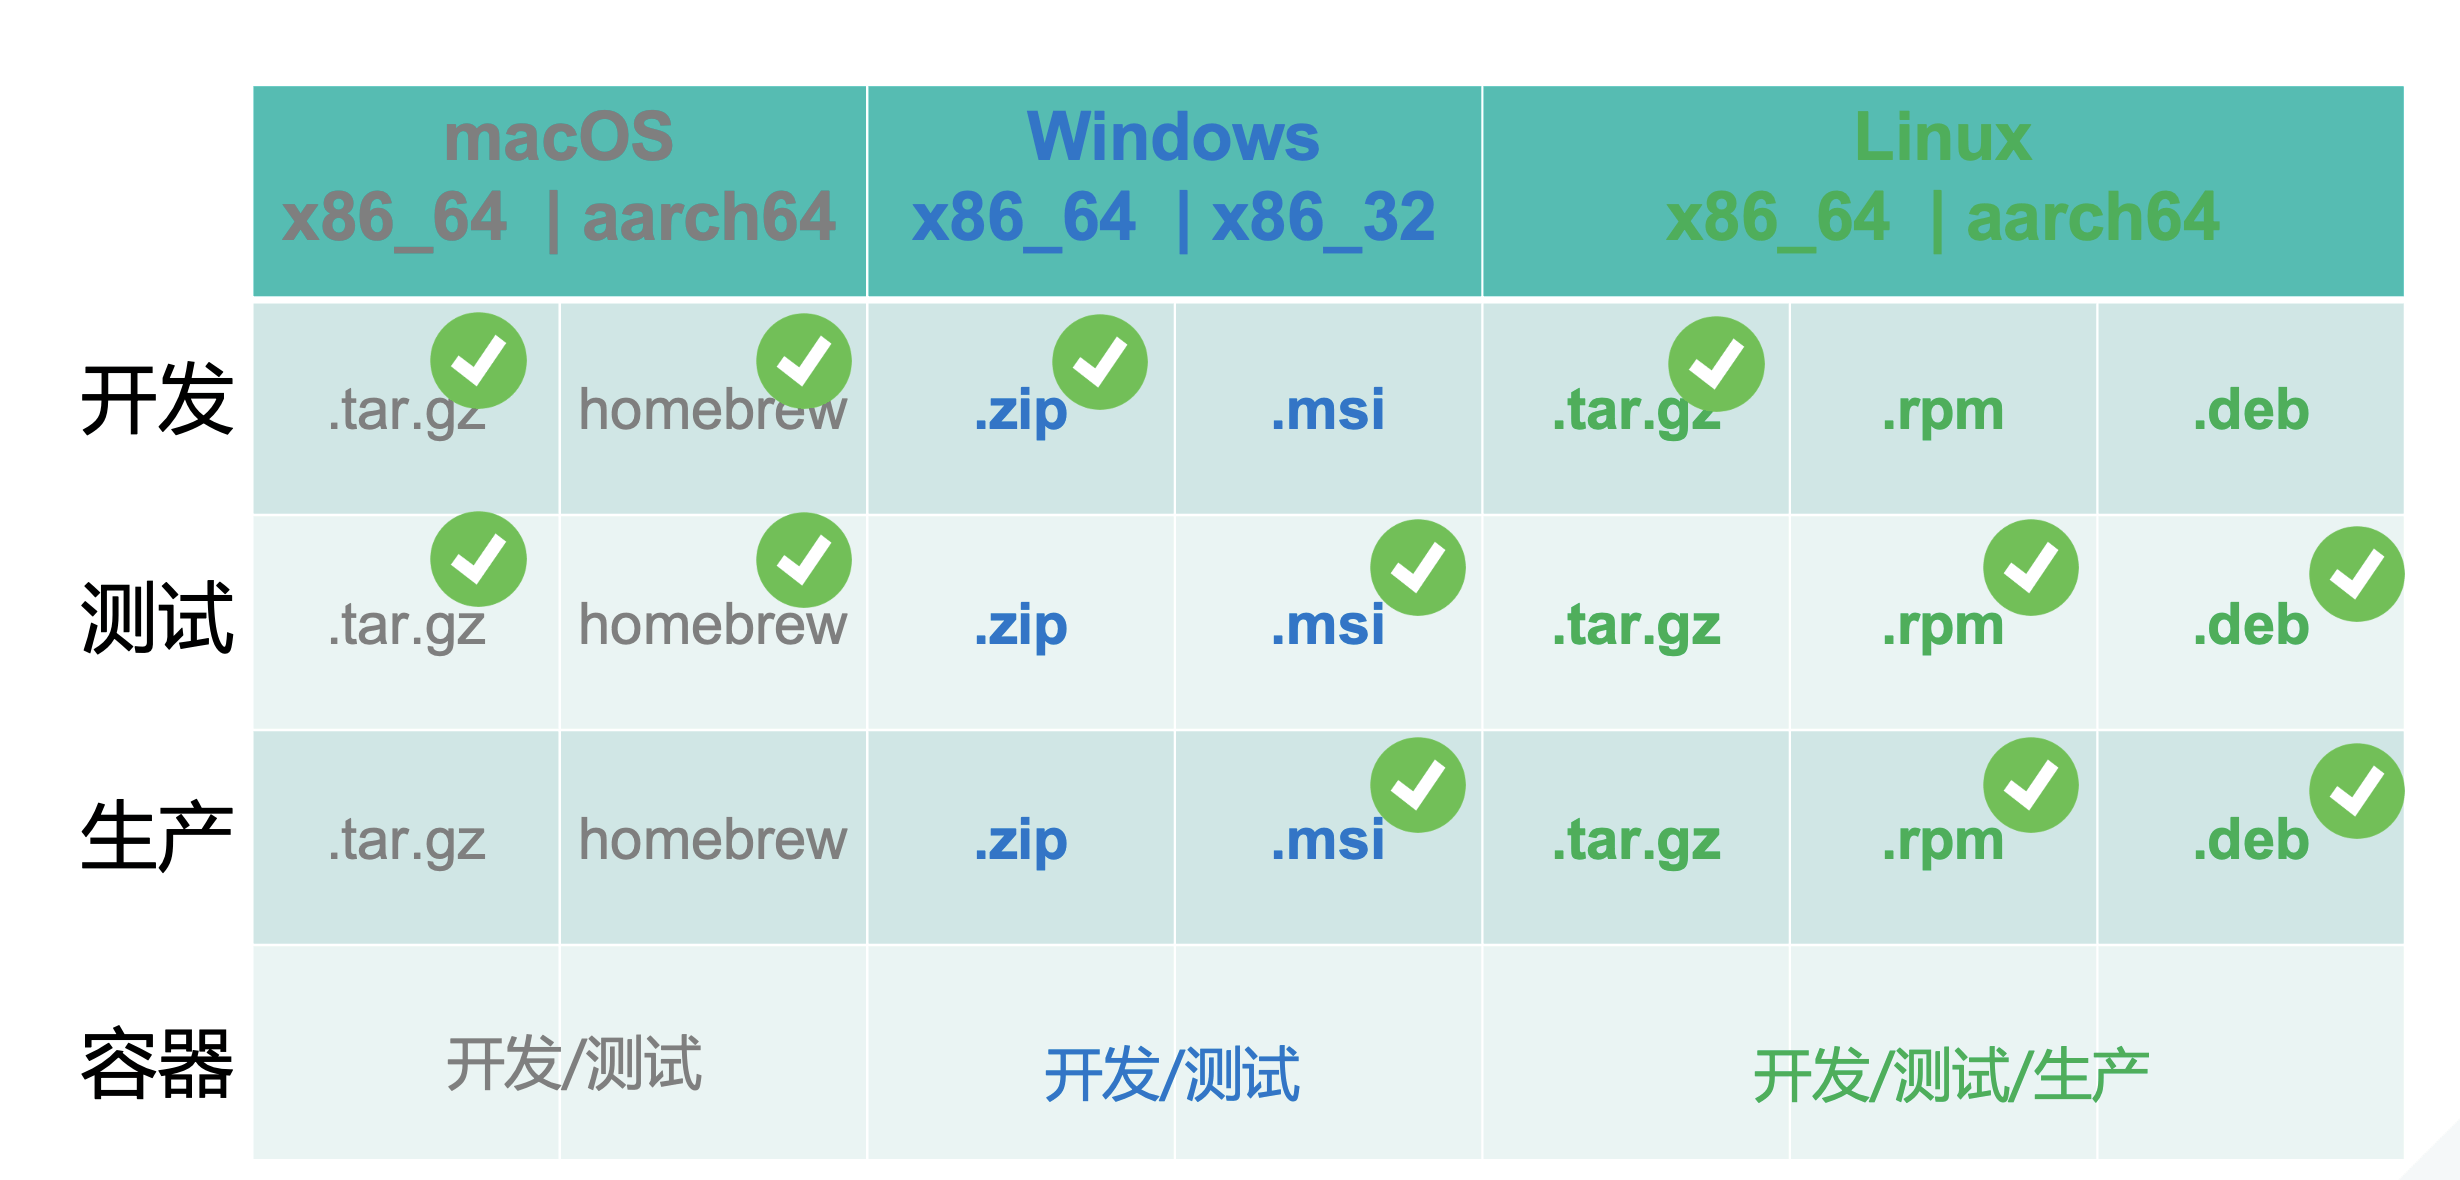 macOS
x86_64 | aarch64
Windows
x86_64 | x86_32
Linux
x86_64 | aarch64
开发
.tar.gz
homebrew
.zip
.msi
.tar.gz
.rpm
.deb
测试
.tar.gz
homebrew
.zip
.msi
.tar.gz
.rpm
.deb
生产
.tar.gz
homebrew
.zip
.msi
.tar.gz
.rpm
.deb
容器
开发/测试
开发/测试
开发/测试/生产